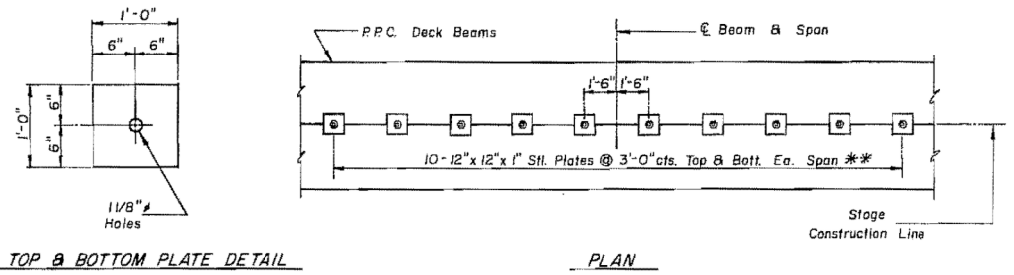 1'-0"
6" 6"
1'-0"
6"
6"
11/8"ø
Holes
TOP & BOTTOM PLATE DETAIL
P.P.C. Deck Beams
℄ Beam & Span
1'-6" 1'-6"
10-12"x 12"x 1" Stl. Plates @ 3'-0"cts. Top & Bott. Ea. Span **
Stage
Construction Line
PLAN